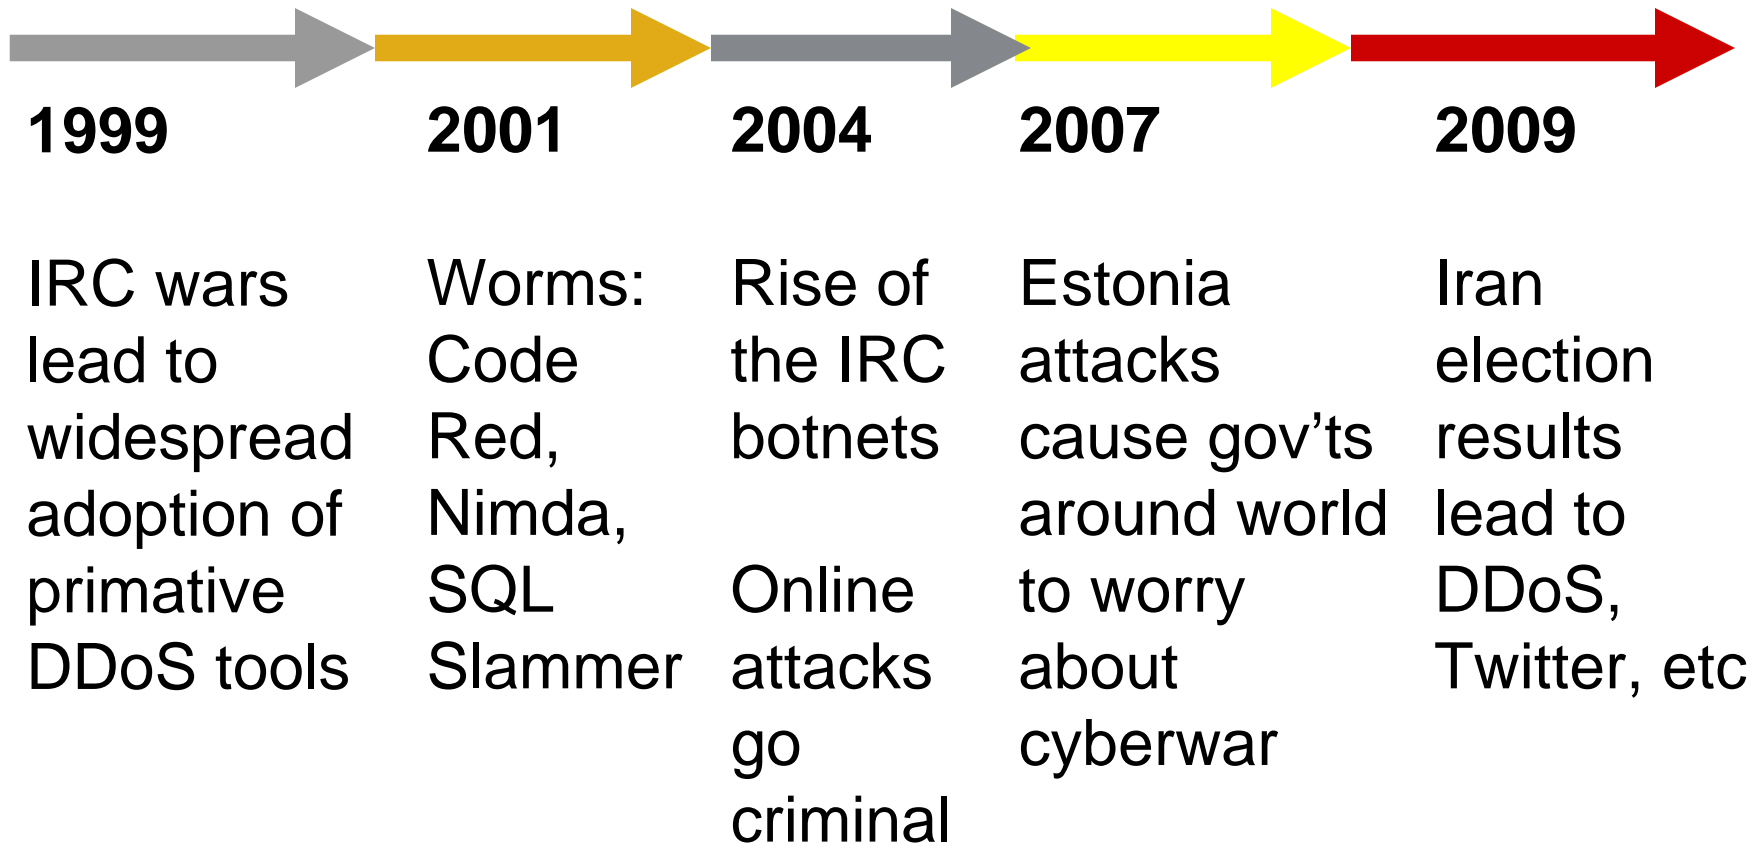 1999
IRC wars
lead to
widespread
adoption of
primative
DDoS tools
2001
Worms:
Code
Red,
Nimda,
SQL
Slammer
2004
Rise of
the IRC
botnets
Online
attacks
go
criminal
2007
Estonia
attacks
cause gov’ts
around world
to worry
about
cyberwar
2009
Iran
election
results
lead to
DDoS,
Twitter, etc